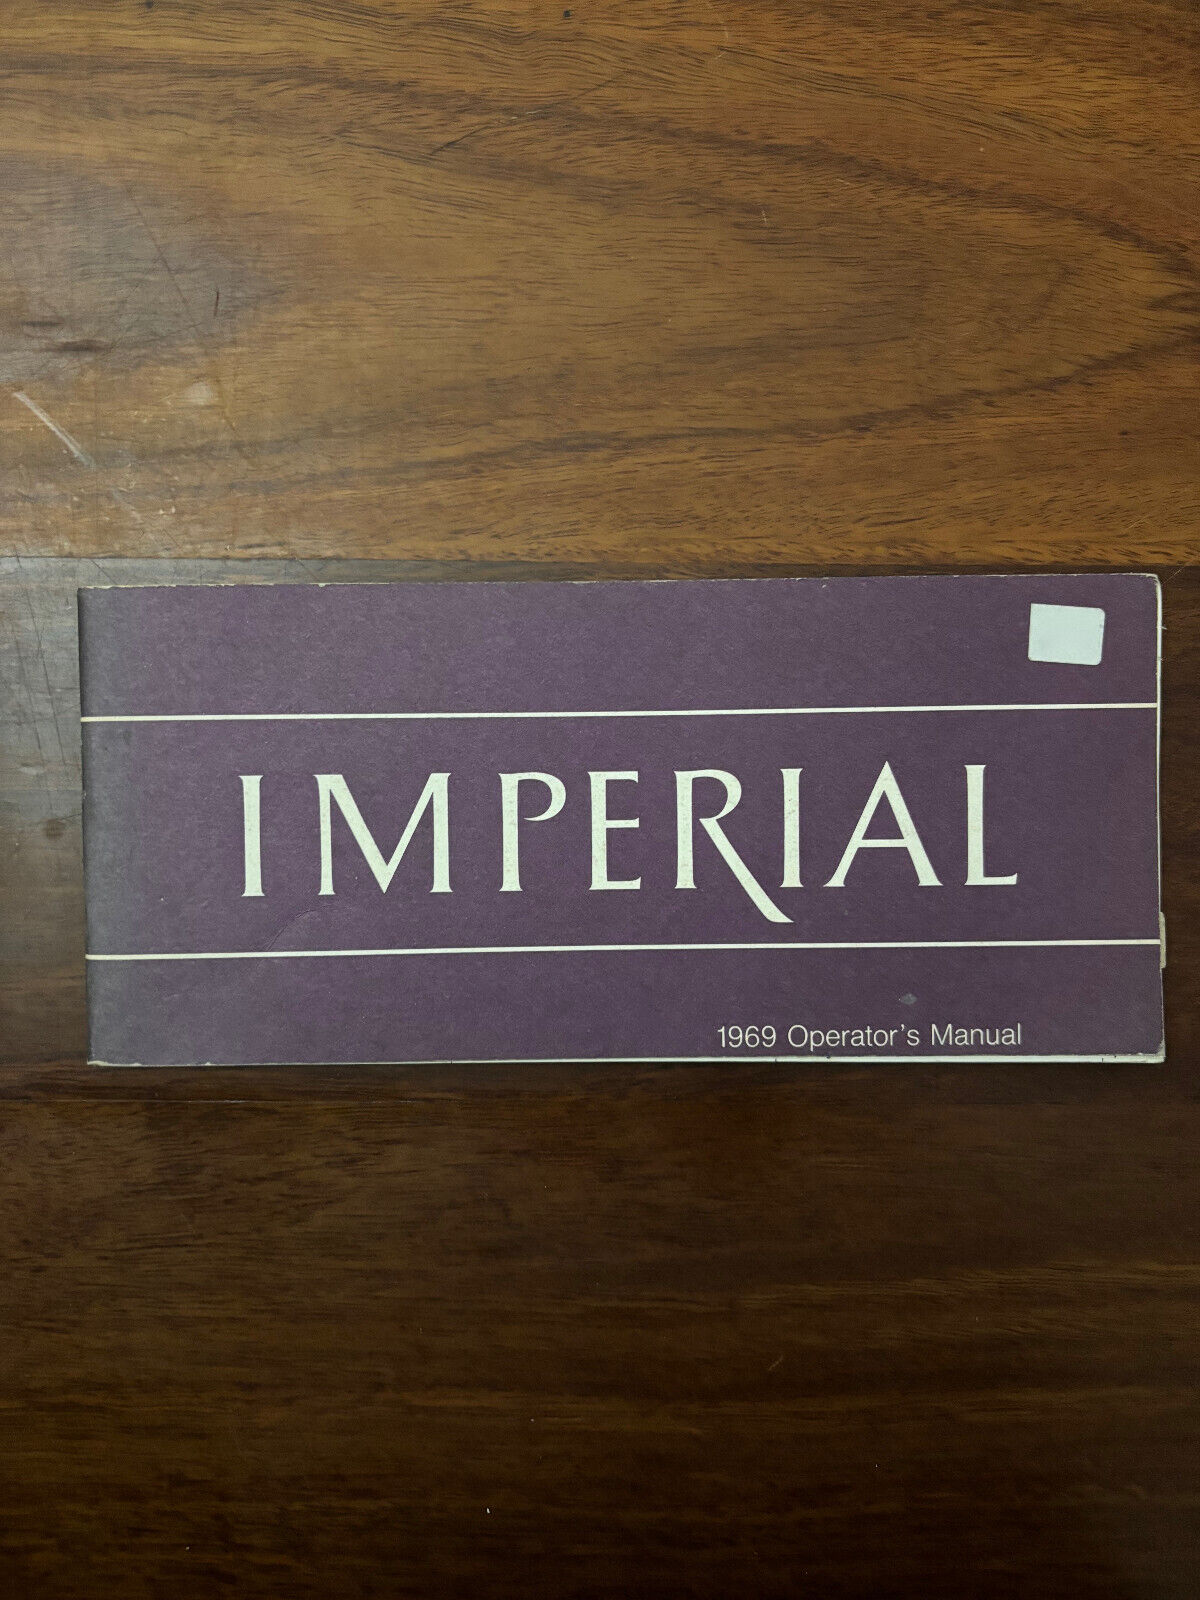 IMPERIAL
1969 Operator's Manual